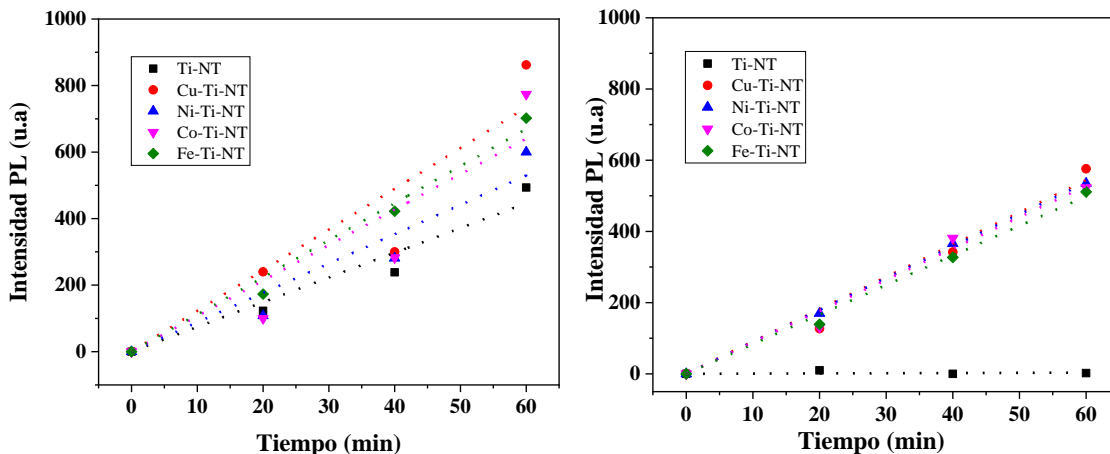 1000
800
600
400
200
0
Intensidad PL (u.a)
Ti-NT
Cu-Ti-NT
Ni-Ti-NT
Co-Ti-NT
Fe-Ti-NT
0 10 20 30 40 50 60
Tiempo (min)
1000
800
600
400
200
0
Intensidad PL (u.a)
Ti-NT
Cu-Ti-NT
Ni-Ti-NT
Co-Ti-NT
Fe-Ti-NT
0 10 20 30 40 50 60
Tiempo (min)